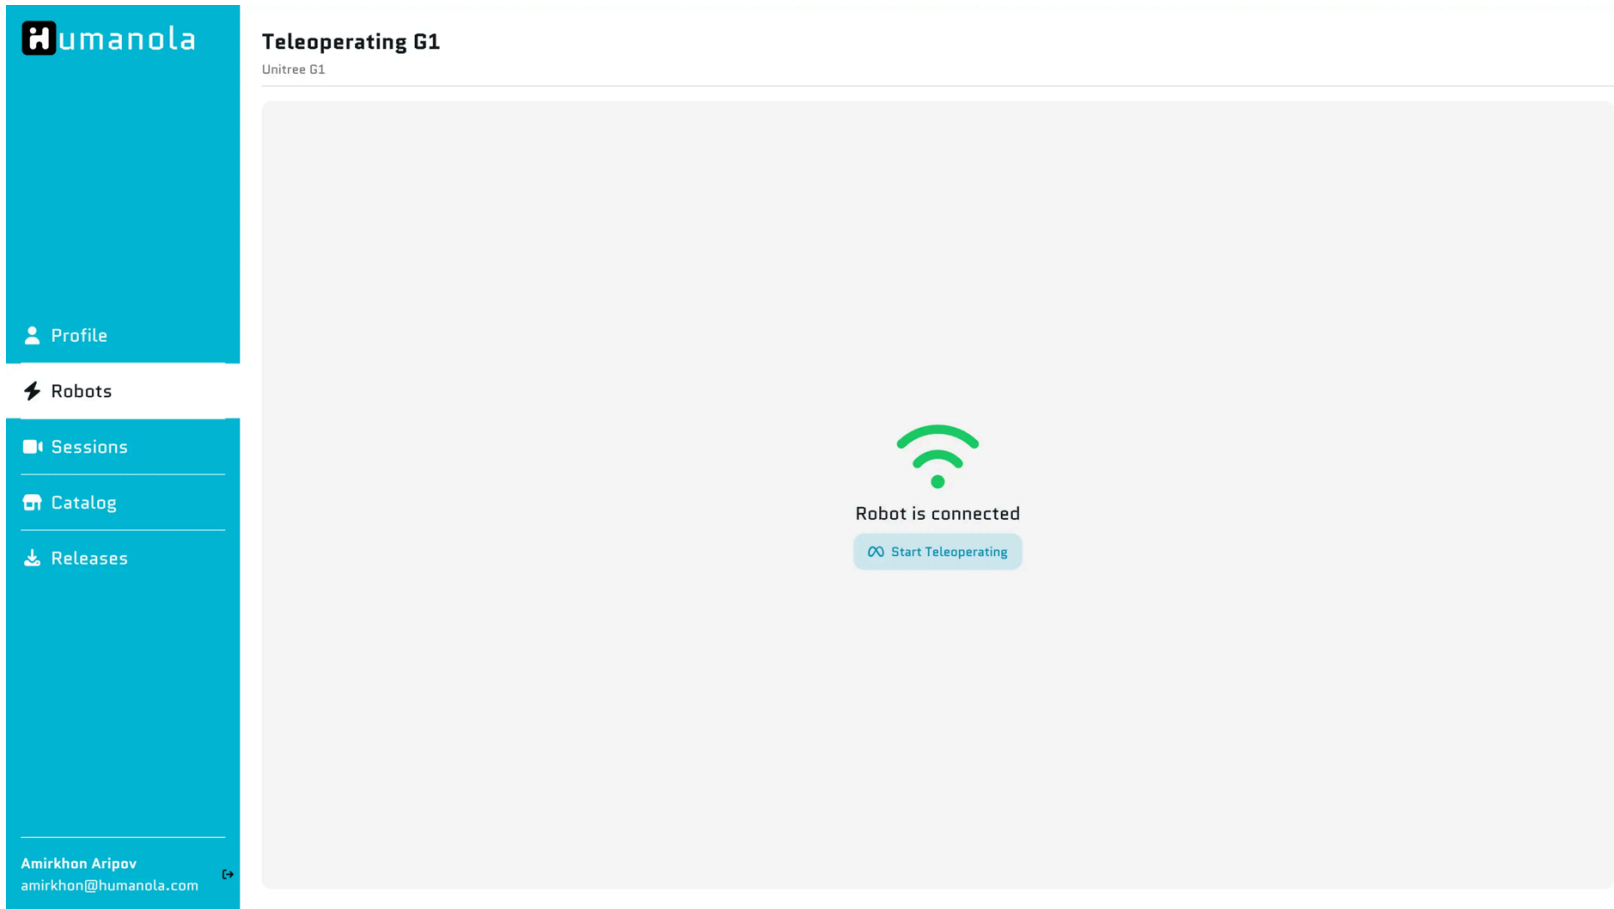 Humanola
Teleoperating G1
Unitree G1
Profile
Robots
Sessions
Catalog
Releases
Robot is connected
Start Teleoperating
Amirkhon Aripov
amirkhon@humanola.com